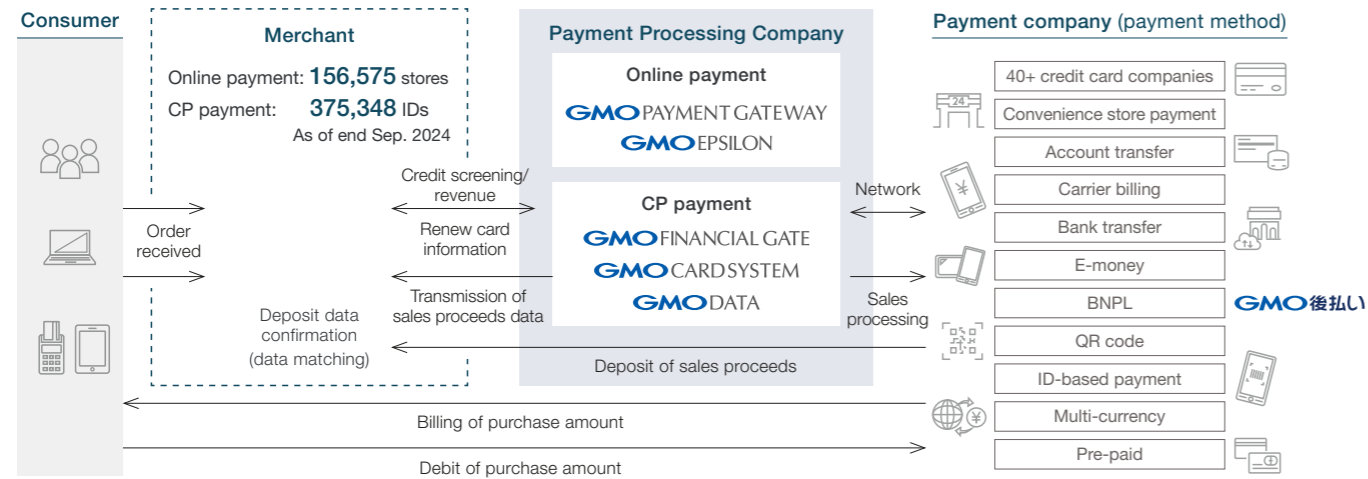 Consumer
Merchant
Online payment: 156,575 stores
CP payment: 375,348 IDs
As of end Sep. 2024
Order
received
Credit screening/
revenue
Renew card
information
Transmission of
sales proceeds data
Deposit data
confirmation
(data matching)
Payment Processing Company
Online payment
GMO PAYMENT GATEWAY
GMO EPSILON
CP payment
GMO FINANCIAL GATE
GMO CARD SYSTEM
GMO DATA
Network
Sales
processing
Deposit of sales proceeds
Billing of purchase amount
Debit of purchase amount
Payment company (payment method)
24
¥
¥
40+ credit card companies
Convenience store payment
Account transfer
Carrier billing
Bank transfer
E-money
BNPL
GMO後払い
QR code
ID-based payment
Multi-currency
Pre-paid